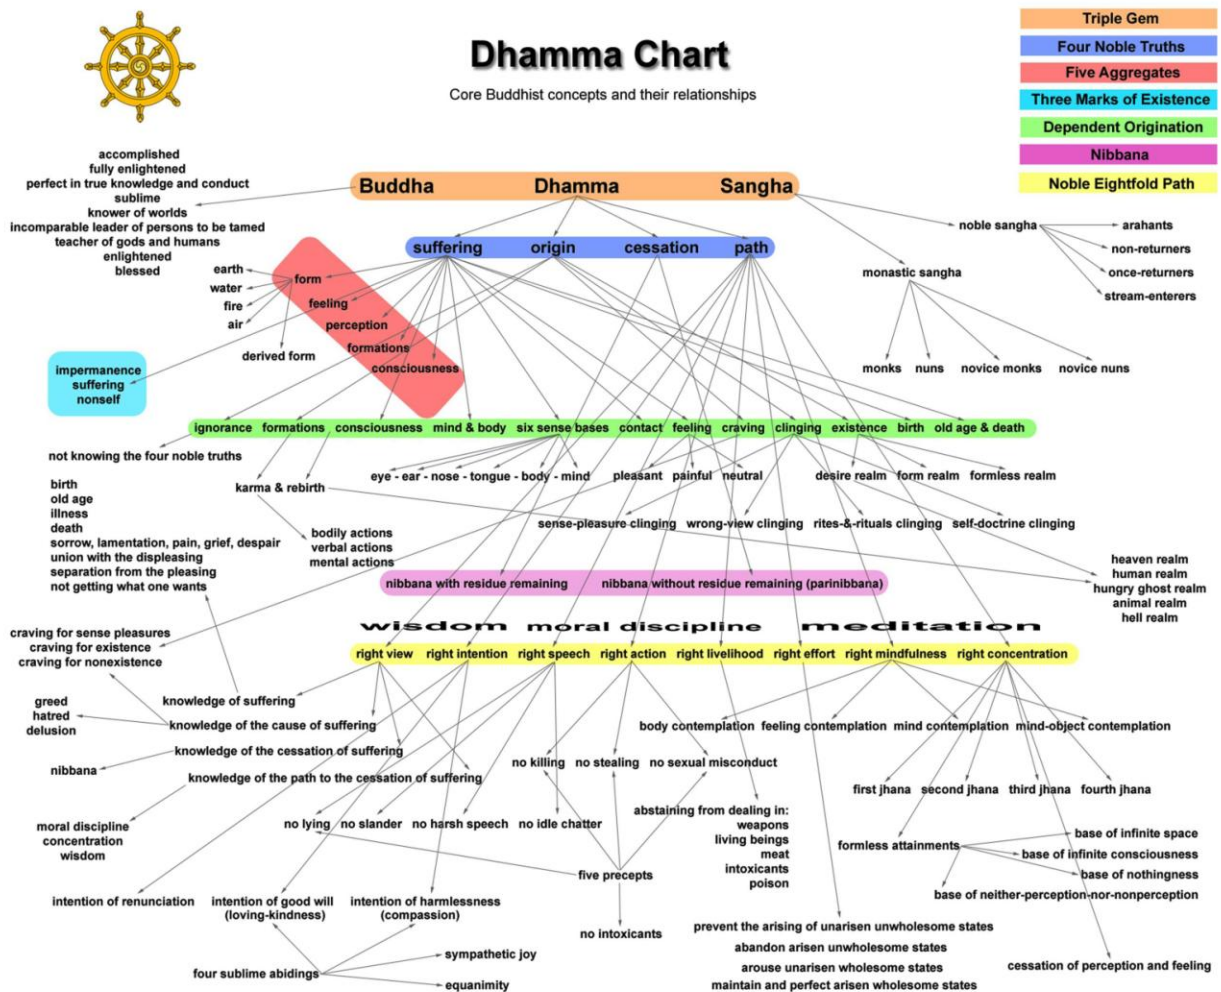 Dhamma Chart
Core Buddhist concepts and their relationships
Triple Gem
Four Noble Truths
Five Aggregates
Three Marks of Existence
Dependent Origination
Nibbana
Noble Eightfold Path
accomplished
fully enlightened
perfect in true knowledge and conduct
sublime
knower of worlds
incomparable leader of persons to be tamed
teacher of gods and humans
enlightened
blessed
Buddha Dhamma Sangha
noble sangha
arahants
non-returners
once-returners
stream-enterers
monastic sangha
monks nuns novice monks novice nuns
suffering origin cessation path
earth
water
fire
air
derived form
form
feeling
perception
formations
consciousness
impermanence
suffering
nonself
ignorance formations consciousness mind & body six sense bases contact feeling craving clinging existence birth old age & death
not knowing the four noble truths
karma & rebirth
eye - ear - nose - tongue - body - mind
pleasant painful neutral
desire realm form realm formless realm
birth
old age
illness
death
sorrow, lamentation, pain, grief, despair
union with the displeasing
separation from the pleasing
not getting what one wants
bodily actions
verbal actions
mental actions
sense-pleasure clinging wrong-view clinging rites-&-rituals clinging self-doctrine clinging
heaven realm
human realm
hungry ghost realm
animal realm
hell realm
nibbana with residue remaining nibbana without residue remaining (parinibbana)
wisdom moral discipline meditation
right view right intention right speech right action right livelihood right effort right mindfulness right concentration
craving for sense pleasures
craving for existence
craving for nonexistence
greed
hatred
delusion
nibbana
moral discipline
concentration
wisdom
knowledge of suffering
knowledge of the cause of suffering
knowledge of the cessation of suffering
knowledge of the path to the cessation of suffering
body contemplation feeling contemplation mind contemplation mind-object contemplation
no killing no stealing no sexual misconduct
no lying no slander no harsh speech no idle chatter
abstaining from dealing in:
weapons
living beings
meat
intoxicants
poison
first jhana second jhana third jhana fourth jhana
formless attainments
base of infinite space
base of infinite consciousness
base of nothingness
base of neither-perception-nor-nonperception
five precepts
no intoxicants
intention of renunciation
intention of good will
(loving-kindness)
intention of harmlessness
(compassion)
four sublime abidings
sympathetic joy
equanimity
prevent the arising of unarisen unwholesome states
abandon arisen unwholesome states
arouse unarisen wholesome states
maintain and perfect arisen wholesome states
cessation of perception and feeling